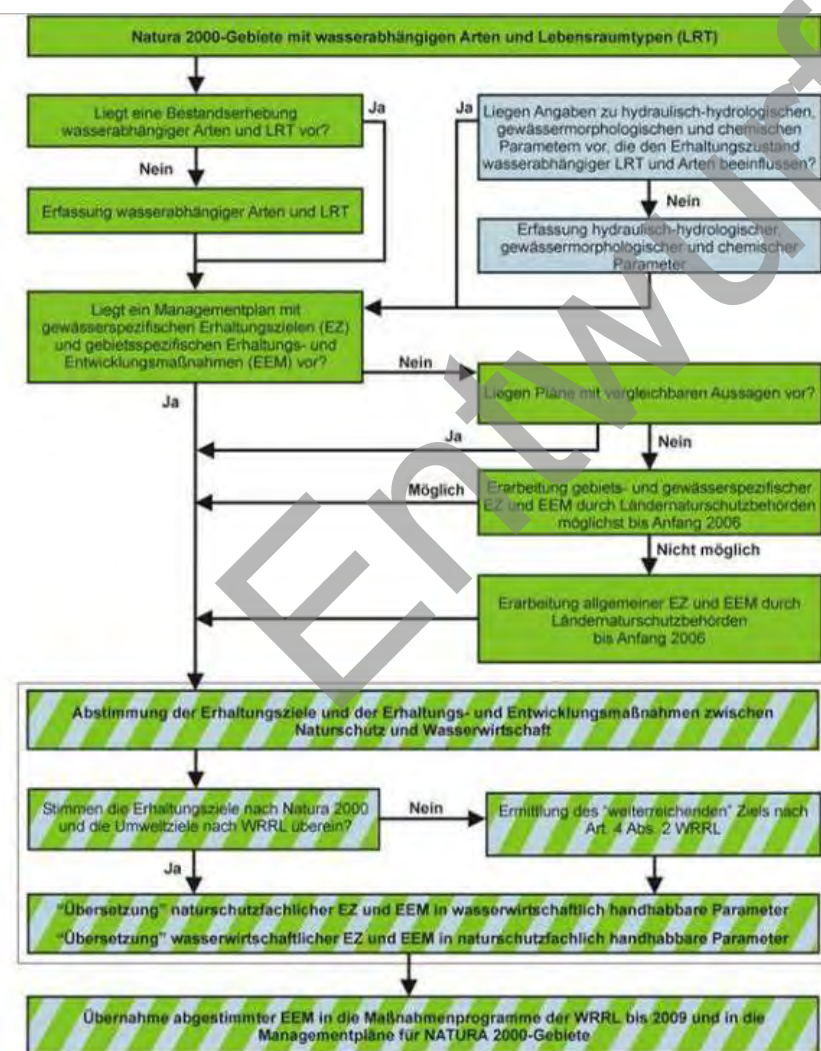 Natura 2000-Gebiete mit wasserabhängigen Arten und Lebensraumtypen (LRT)
Liegt eine Bestandserhebung
wasserabhängiger Arten und LRT vor?
Ja
Nein
Erfassung wasserabhängiger Arten und LRT
Ja
Liegen Angaben zu hydraulisch-hydrologischen,
gewässermorphologischen und chemischen
Parametern vor, die den Erhaltungszustand
wasserabhängiger LRT und Arten beeinflussen?
Nein
Erfassung hydraulisch-hydrologischer,
gewässermorphologischer und chemischer
Parameter
Liegt ein Managementplan mit
gewässerspezifischen Erhaltungszielen (EZ)
und gebietsspezifischen Erhaltungs- und
Entwicklungsmaßnahmen (EEM) vor?
Nein
Ja
Liegen Pläne mit vergleichbaren Aussagen vor?
Ja
Nein
Möglich
Erarbeitung gebiets- und gewässerspezifischer
EZ und EEM durch Ländernaturschutzbehörden
möglichst bis Anfang 2006
Nicht möglich
Erarbeitung allgemeiner EZ und EEM durch
Ländernaturschutzbehörden
bis Anfang 2006
Abstimmung der Erhaltungsziele und der Erhaltungs- und Entwicklungsmaßnahmen zwischen
Naturschutz und Wasserwirtschaft
Stimmen die Erhaltungsziele nach Natura 2000
und die Umweltziele nach WRRL überein?
Nein
Ermittlung des "weiterreichenden" Ziels nach
Art. 4 Abs. 2 WRRL
Ja
"Übersetzung" naturschutzfachlicher EZ und EEM in wasserwirtschaftlich handhabbare Parameter
"Übersetzung" wasserwirtschaftlicher EZ und EEM in naturschutzfachlich handhabbare Parameter
Übernahme abgestimmter EEM in die Maßnahmenprogramme der WRRL bis 2009 und in die
Managementpläne für NATURA 2000-Gebiete
Entwurf